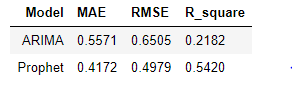 Model MAE RMSE R_square
ARIMA 0.5571 0.6505 0.2182
Prophet 0.4172 0.4979 0.5420